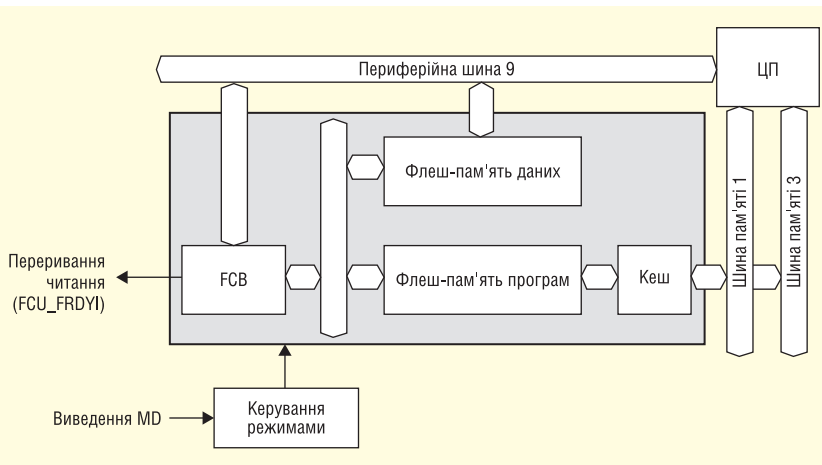 Периферійна шина 9
ЦП
Флеш-пам'ять даних
Шина пам'яті 1
Шина пам'яті 3
Переривання
читання
(FCU_FRDYI)
FCB
Флеш-пам'ять програм
Кеш
Виведення MD
Керування
режимами